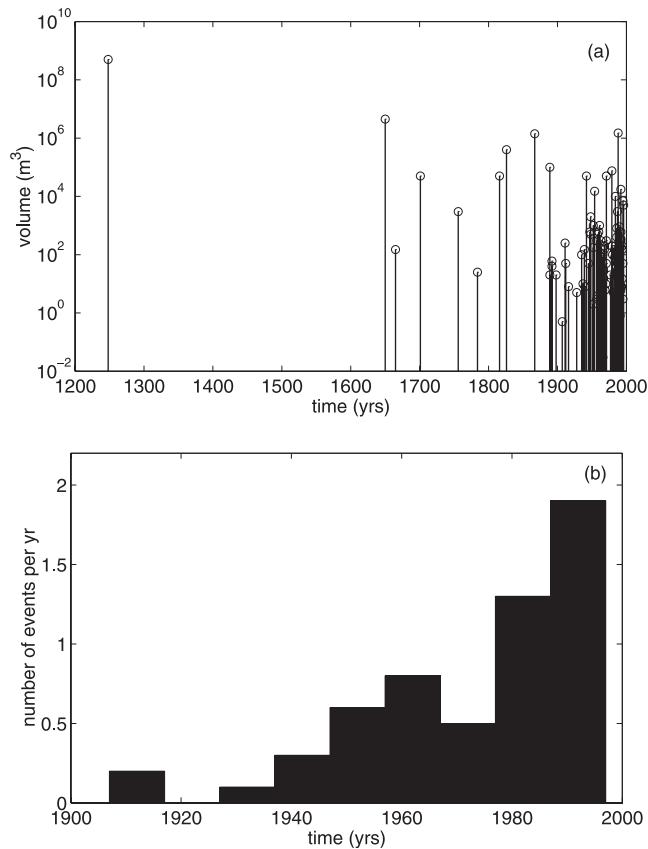 10^10
(a)
10^8
10^6
10^4
10^2
10^0
10^−2
volume (m^3)
1200 1300 1400 1500 1600 1700 1800 1900 2000
time (yrs)
(b)
2
1.5
1
0.5
0
number of events per yr
1900 1920 1940 1960 1980 2000
time (yrs)